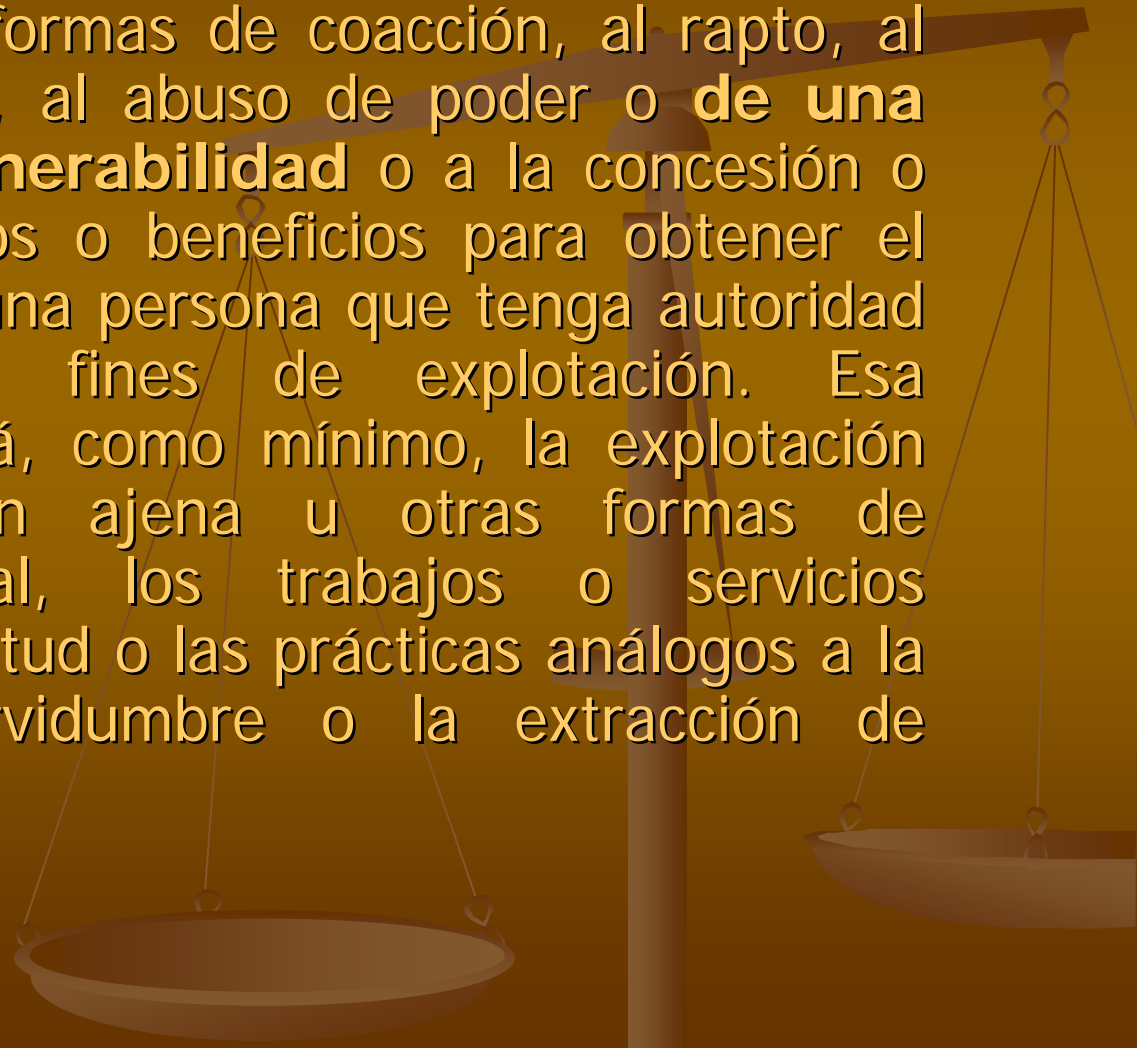 formas de coacción, al rapto, al
, al abuso de poder o de una
nerabilidad o a la concesión o
os o beneficios para obtener el
una persona que tenga autoridad
fines de explotación. Esa
á, como mínimo, la explotación
n ajena u otras formas de
al, los trabajos o servicios
tud o las prácticas análogos a la
rvidumbre o la extracción de